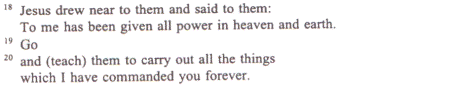 18 Jesus drew near to them and said to them:
To me has been given all power in heaven and earth.
19 Go
20 and (teach) them to carry out all the things
which I have commanded you forever.